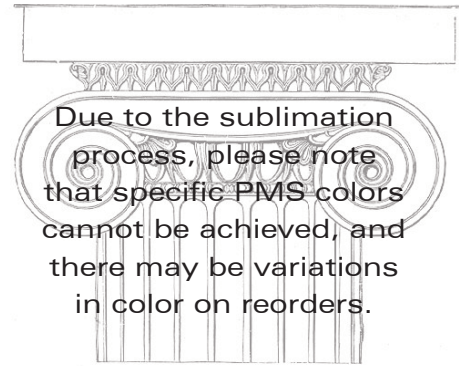 Due to the sublimation
process, please note
that specific PMS colors
cannot be achieved, and
there may be variations
in color on reorders.